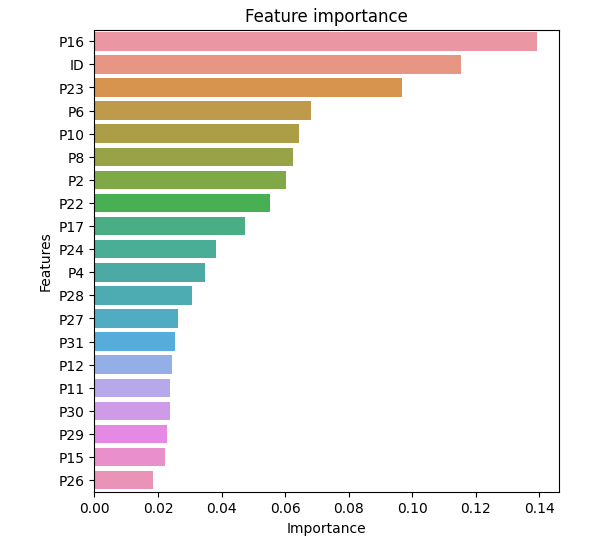 Feature importance
P16
ID
P23
P6
P10
P8
P2
P22
P17
P24
P4
P28
P27
P31
P12
P11
P30
P29
P15
P26
Features
0.00 0.02 0.04 0.06 0.08 0.10 0.12 0.14
Importance